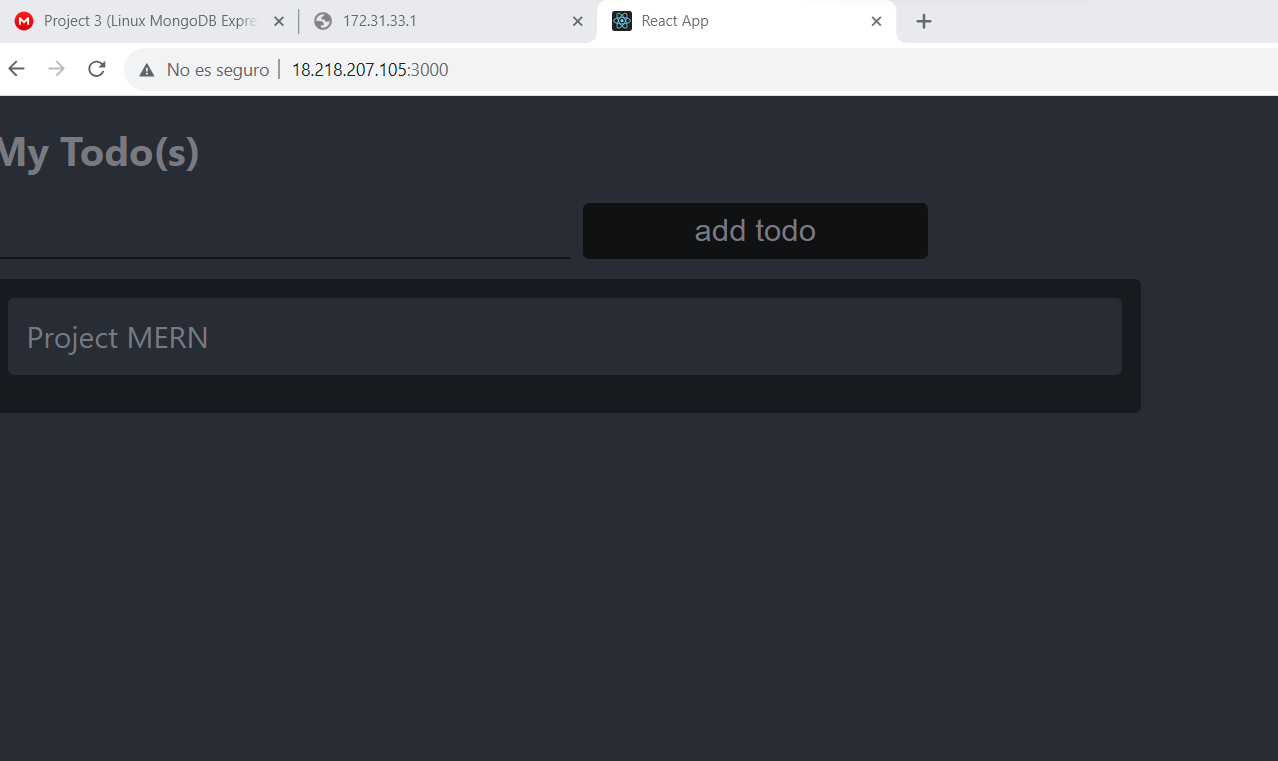 Project 3 (Linux MongoDB Expre
172.31.33.1
React App
No es seguro
18.218.207.105:3000
My Todo(s)
add todo
Project MERN